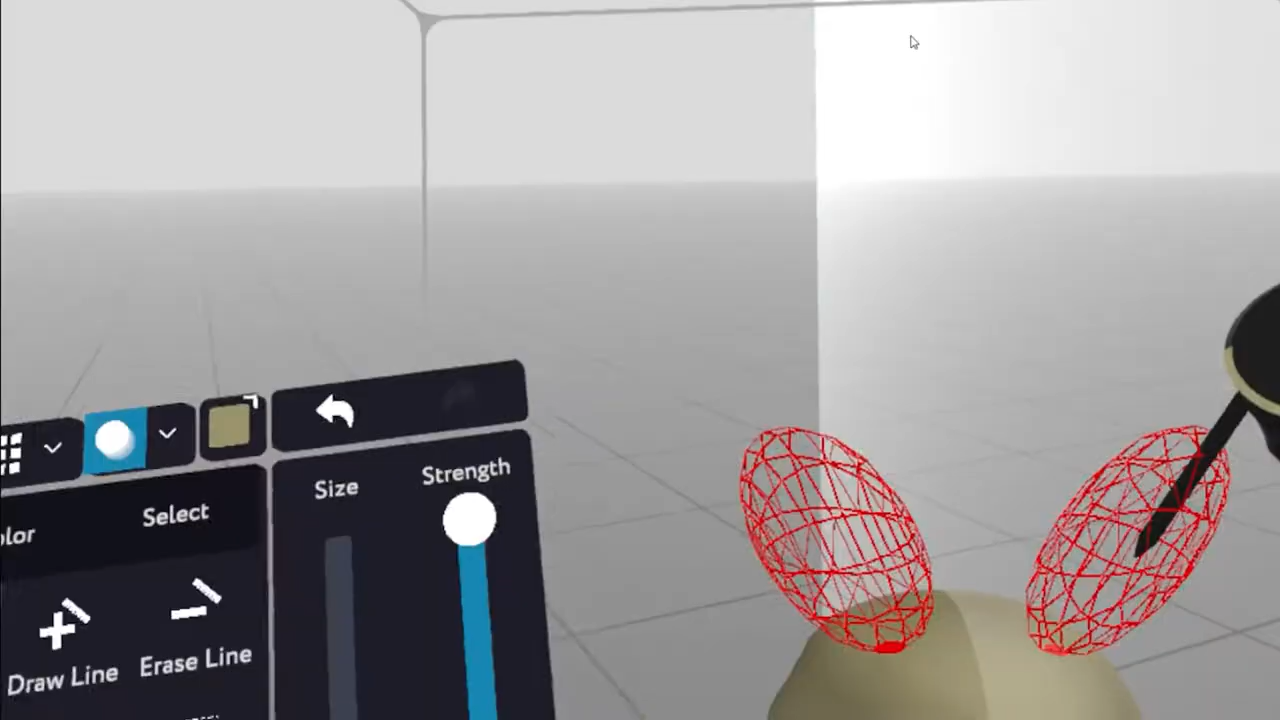 Size
Strength
olor
Select
Draw Line
Erase Line